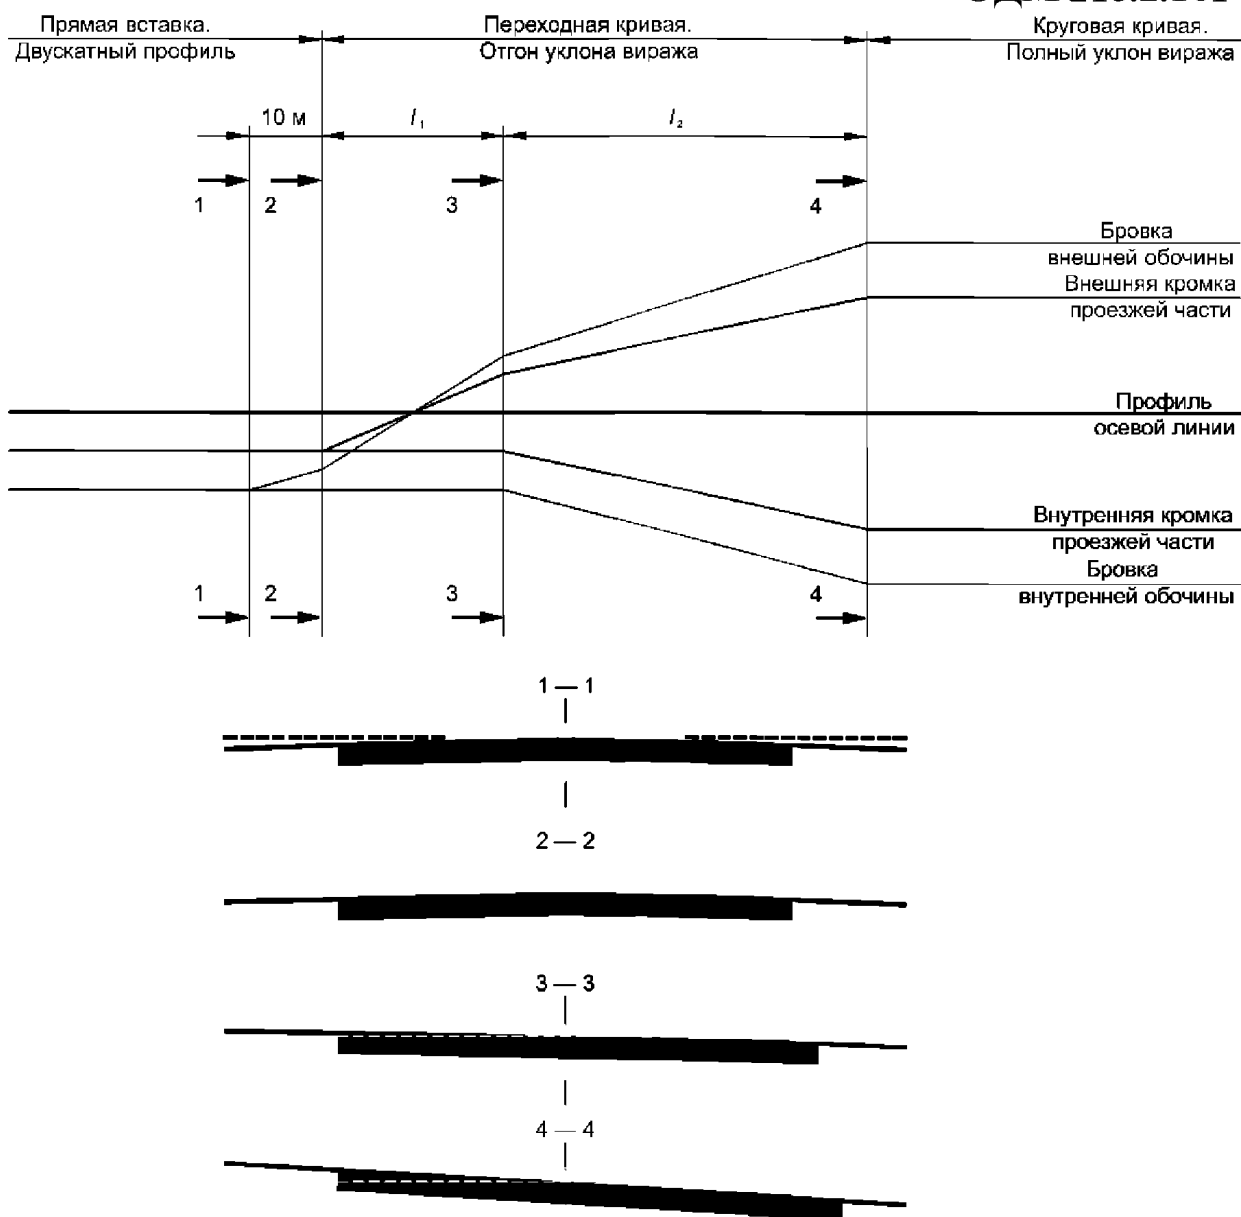 Прямая вставка.
Двускатный профиль
Переходная кривая.
Отгон уклона виража
Круговая кривая.
Полный уклон виража
10 м
l₁
l₂
1
2
3
4
Бровка
внешней обочины
Внешняя кромка
проезжей части
Профиль
осевой линии
Внутренняя кромка
проезжей части
Бровка
внутренней обочины
1
2
3
4
1 — 1
2 — 2
3 — 3
4 — 4